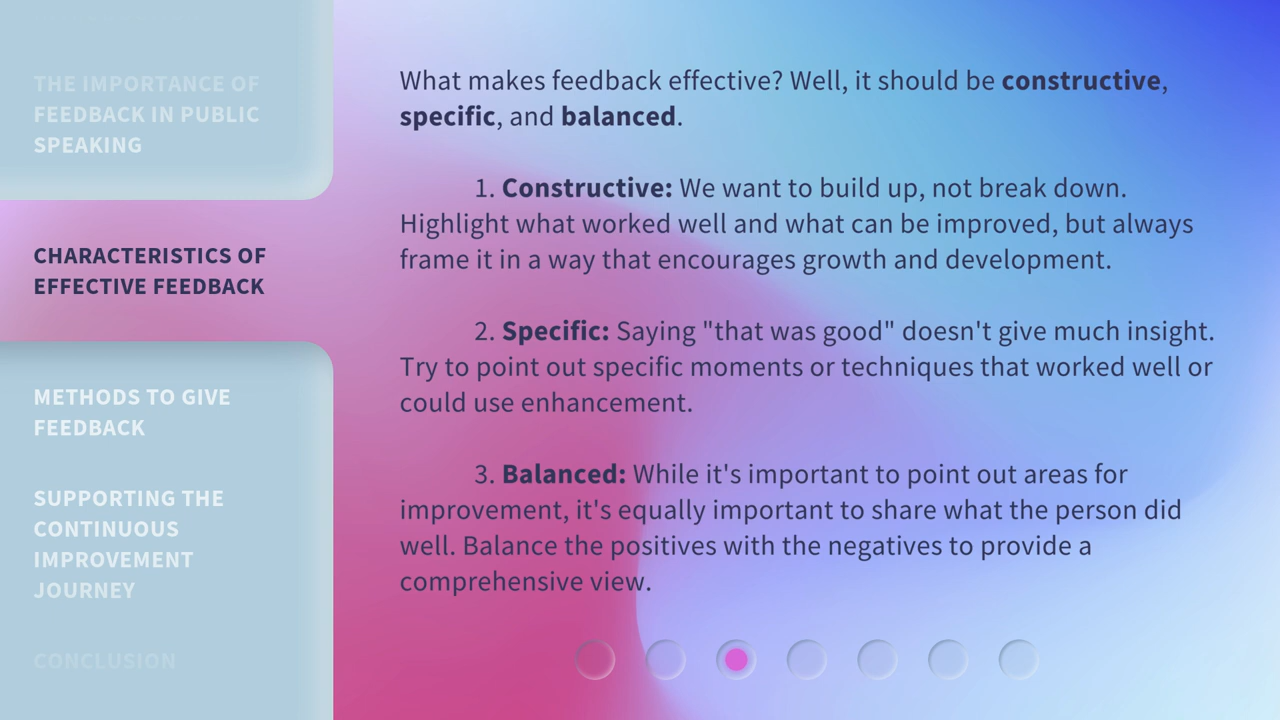 THE IMPORTANCE OF
FEEDBACK IN PUBLIC
SPEAKING
CHARACTERISTICS OF
EFFECTIVE FEEDBACK
METHODS TO GIVE
FEEDBACK
SUPPORTING THE
CONTINUOUS
IMPROVEMENT
JOURNEY
CONCLUSION
What makes feedback effective? Well, it should be constructive,
specific, and balanced.
1. Constructive: We want to build up, not break down.
Highlight what worked well and what can be improved, but always
frame it in a way that encourages growth and development.
2. Specific: Saying "that was good" doesn't give much insight.
Try to point out specific moments or techniques that worked well or
could use enhancement.
3. Balanced: While it's important to point out areas for
improvement, it's equally important to share what the person did
well. Balance the positives with the negatives to provide a
comprehensive view.